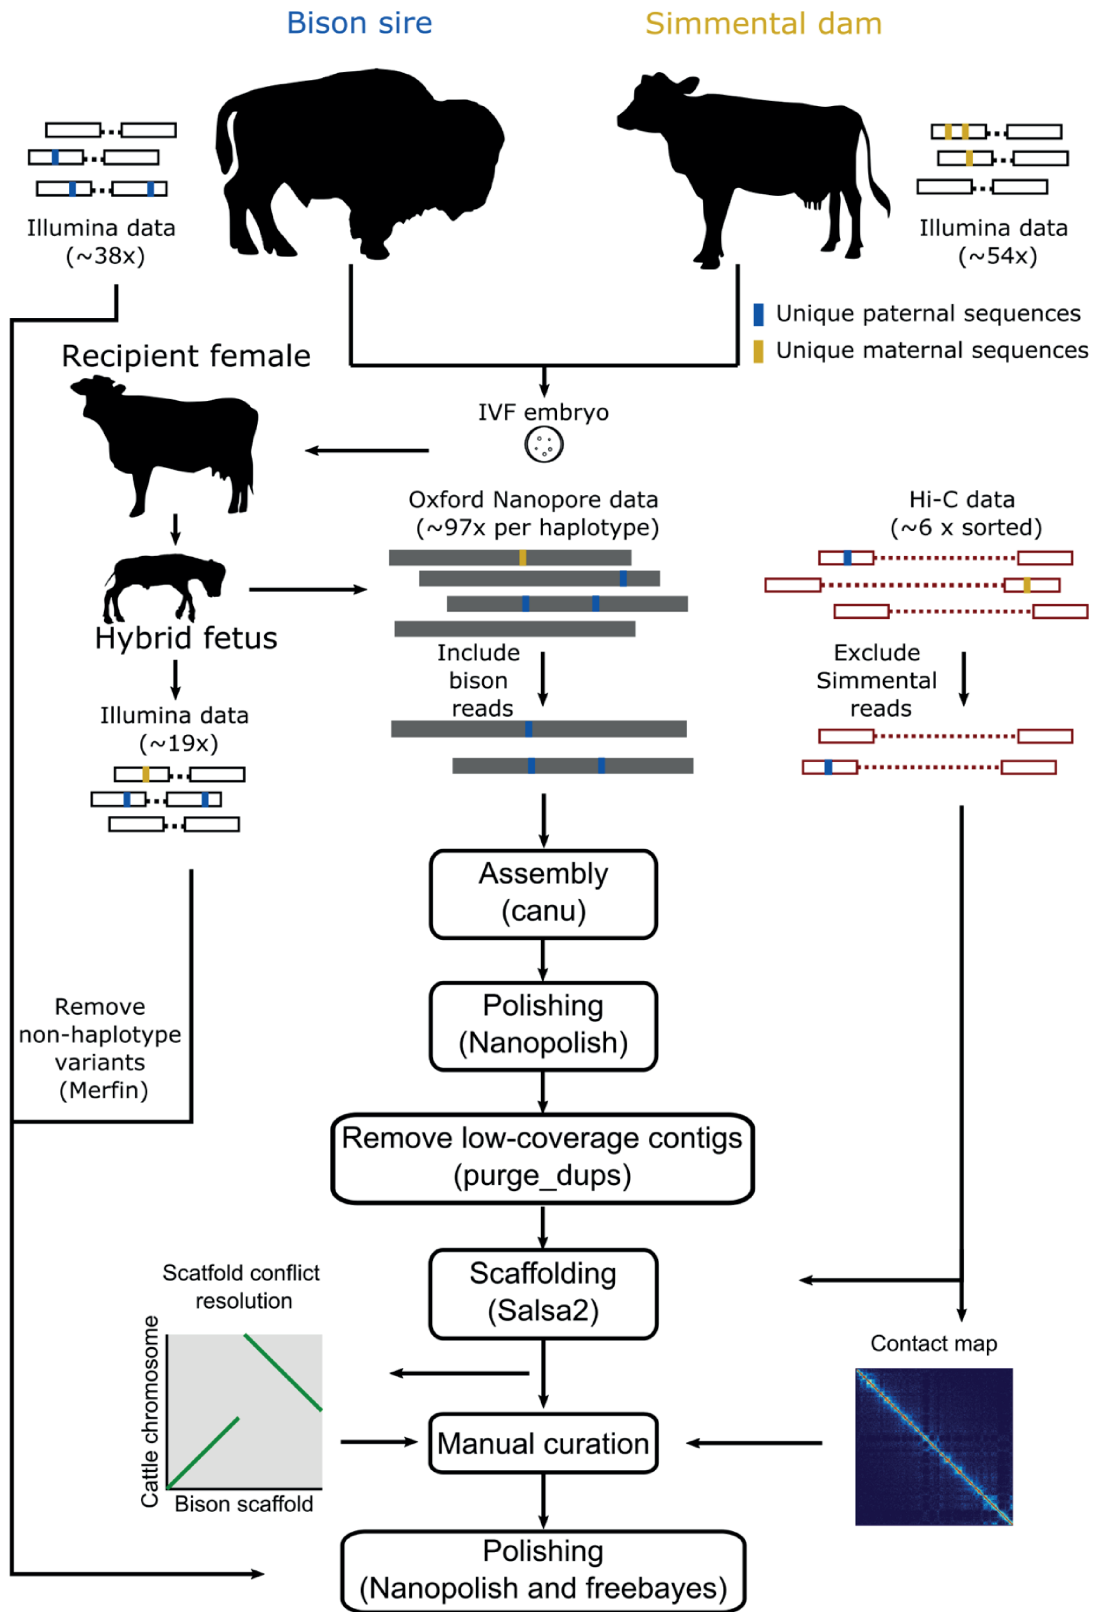 Bison sire
Simmental dam
Illumina data
(~38x)
Illumina data
(~54x)
Unique paternal sequences
Unique maternal sequences
Recipient female
IVF embryo
Oxford Nanopore data
(~97x per haplotype)
Hi-C data
(~6 x sorted)
Hybrid fetus
Include
bison
reads
Exclude
Simmental
reads
Illumina data
(~19x)
Assembly
(canu)
Polishing
(Nanopolish)
Remove
non-haplotype
variants
(Merfin)
Remove low-coverage contigs
(purge_dups)
Scaffolding
(Salsa2)
Scatfold conflict
resolution
Cattle chromosome
Bison scaffold
Contact map
Manual curation
Polishing
(Nanopolish and freebayes)